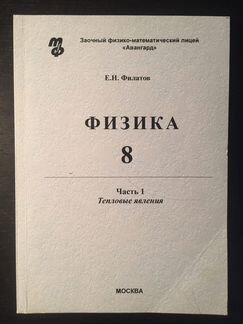 Заочный физико-математический лицей
«Авангард»
Е.Н. Филатов
ФИЗИКА
8
Часть 1
Тепловые явления
МОСКВА